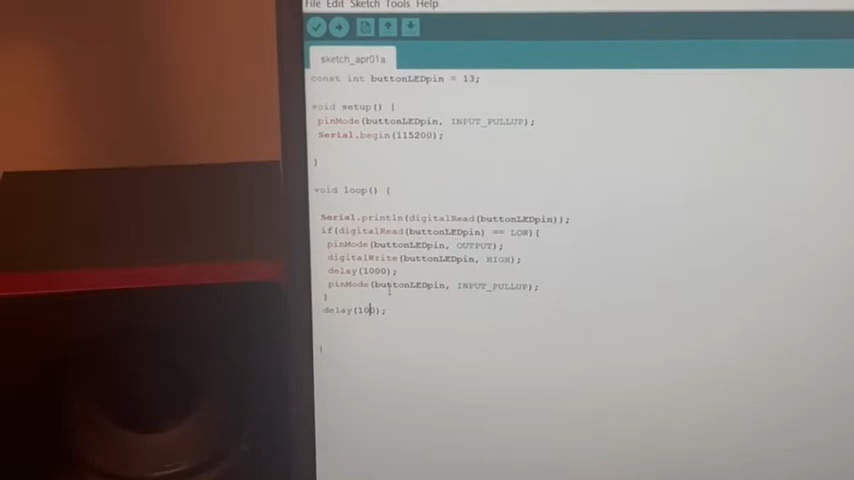 File Edit Sketch Tools Help
sketch_apr01a
const int buttonLEDpin = 13;
void setup() {
pinMode(buttonLEDpin, INPUT_PULLUP);
Serial.begin(115200);
}
void loop() {
Serial.println(digitalRead(buttonLEDpin));
if(digitalRead(buttonLEDpin) == LOW){
pinMode(buttonLEDpin, OUTPUT);
digitalWrite(buttonLEDpin, HIGH);
delay(1000);
pinMode(buttonLEDpin, INPUT_PULLUP);
}
delay(100);
}